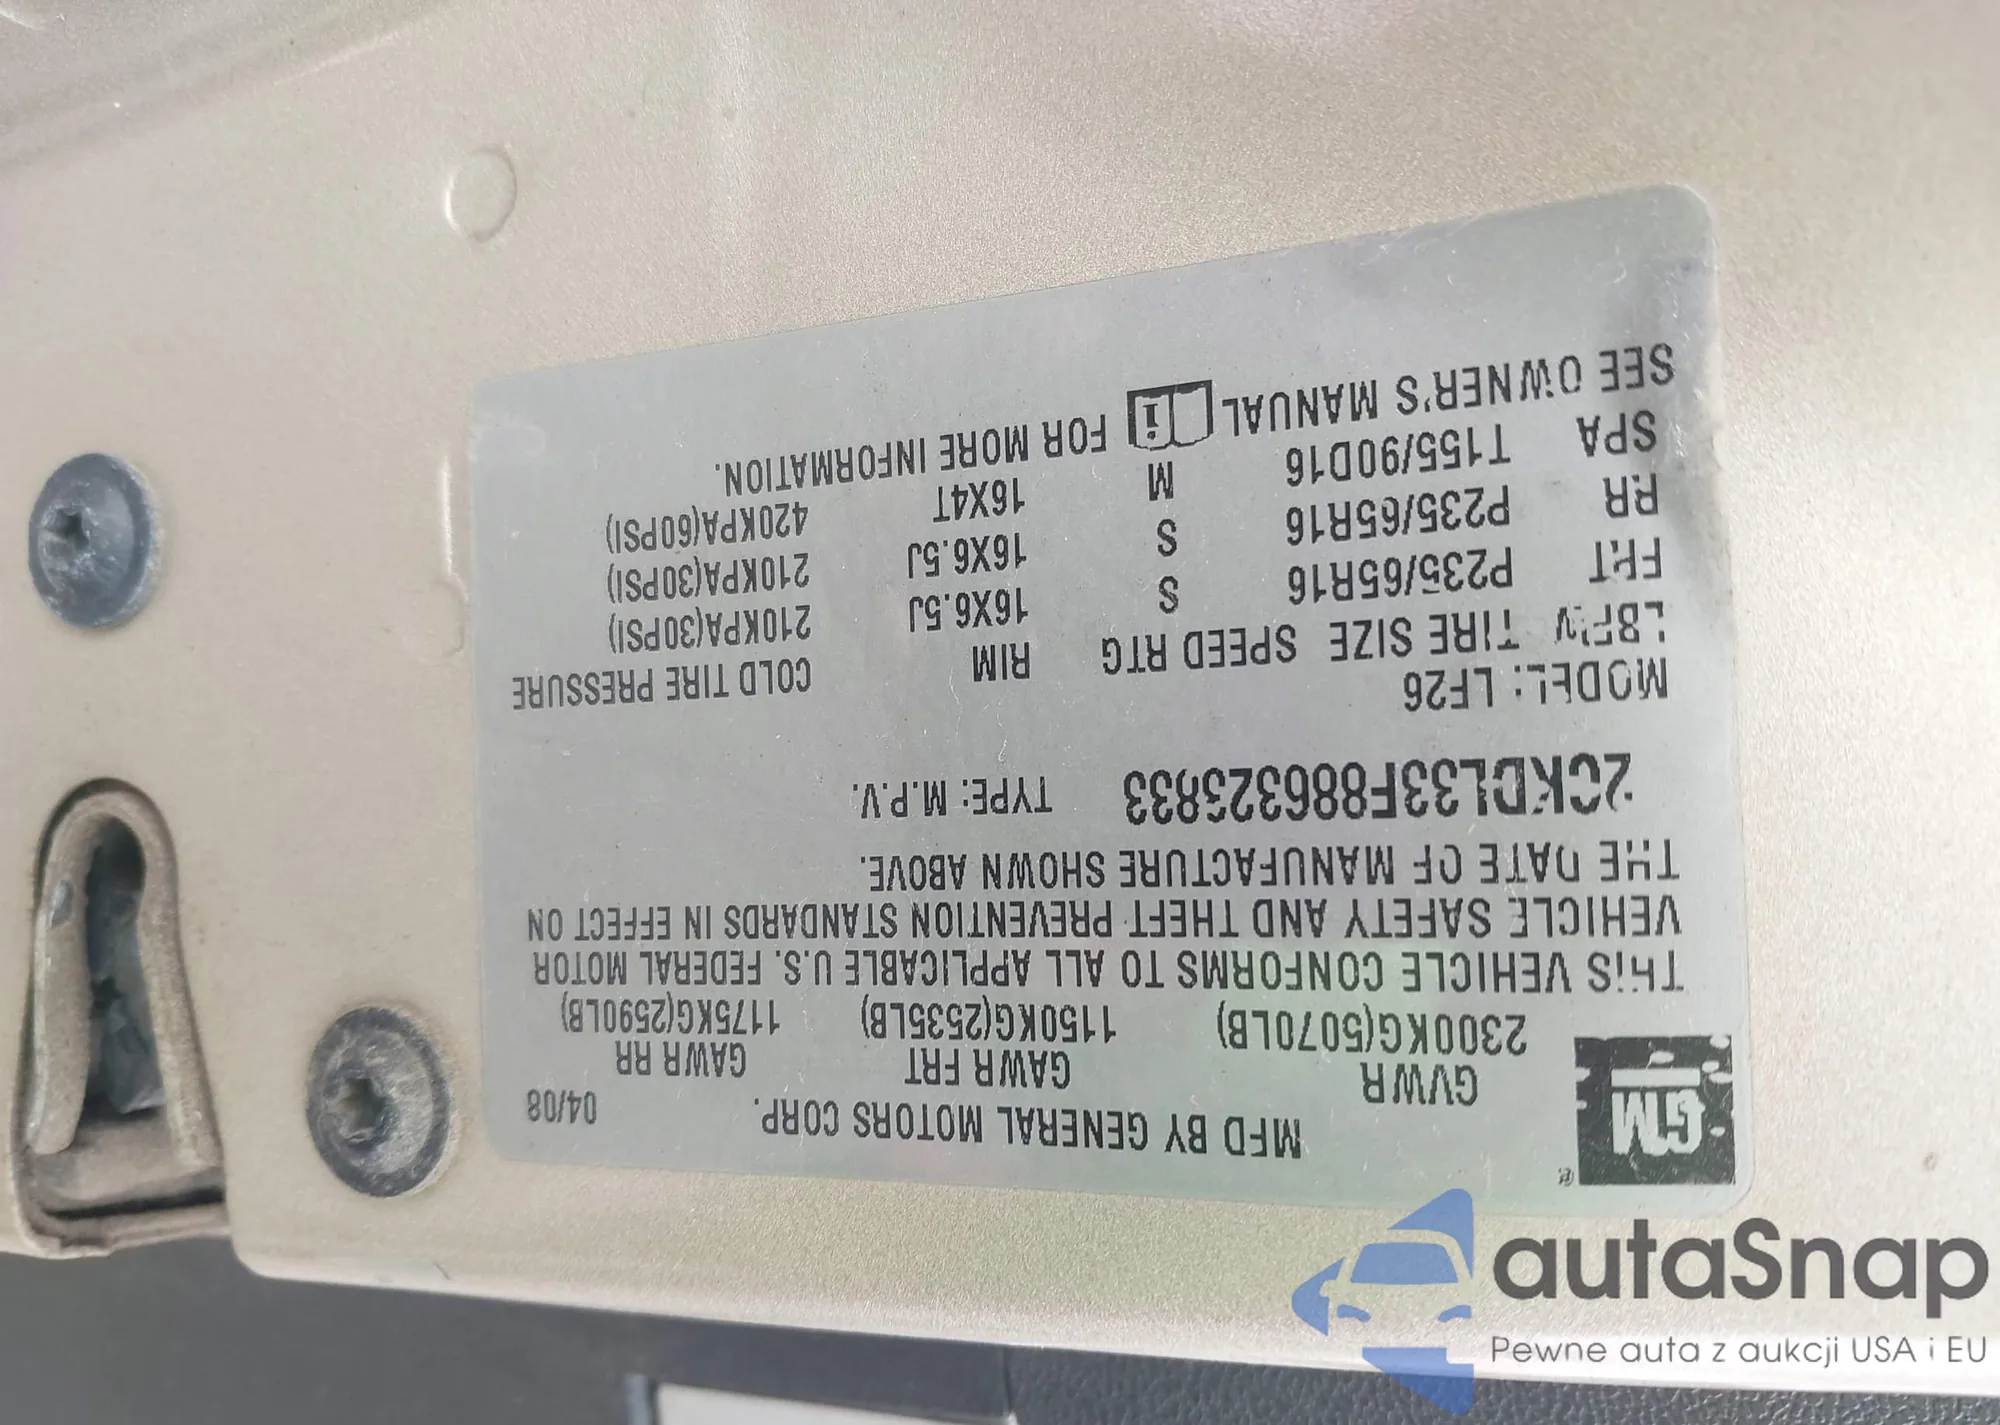 GM
®
MFD BY GENERAL MOTORS CORP. 04/08
GVWR GAWR FRT GAWR RR
2300KG(5070LB) 1150KG(2535LB) 1175KG(2590LB)
THIS VEHICLE CONFORMS TO ALL APPLICABLE U.S. FEDERAL MOTOR
VEHICLE SAFETY AND THEFT PREVENTION STANDARDS IN EFFECT ON
THE DATE OF MANUFACTURE SHOWN ABOVE.
2CKDL33F886323833 TYPE: M.P.V.
MODEL: LF26
TIRE SIZE SPEED RTG RIM COLD TIRE PRESSURE
FRT P235/65R16 S 16X6.5J 210KPA(30PSI)
RR P235/65R16 S 16X6.5J 210KPA(30PSI)
SPA T155/90D16 M 16X4T 420KPA(60PSI)
SEE OWNER'S MANUAL i FOR MORE INFORMATION.
autaSnap
Pewne auta z aukcji USA i EU